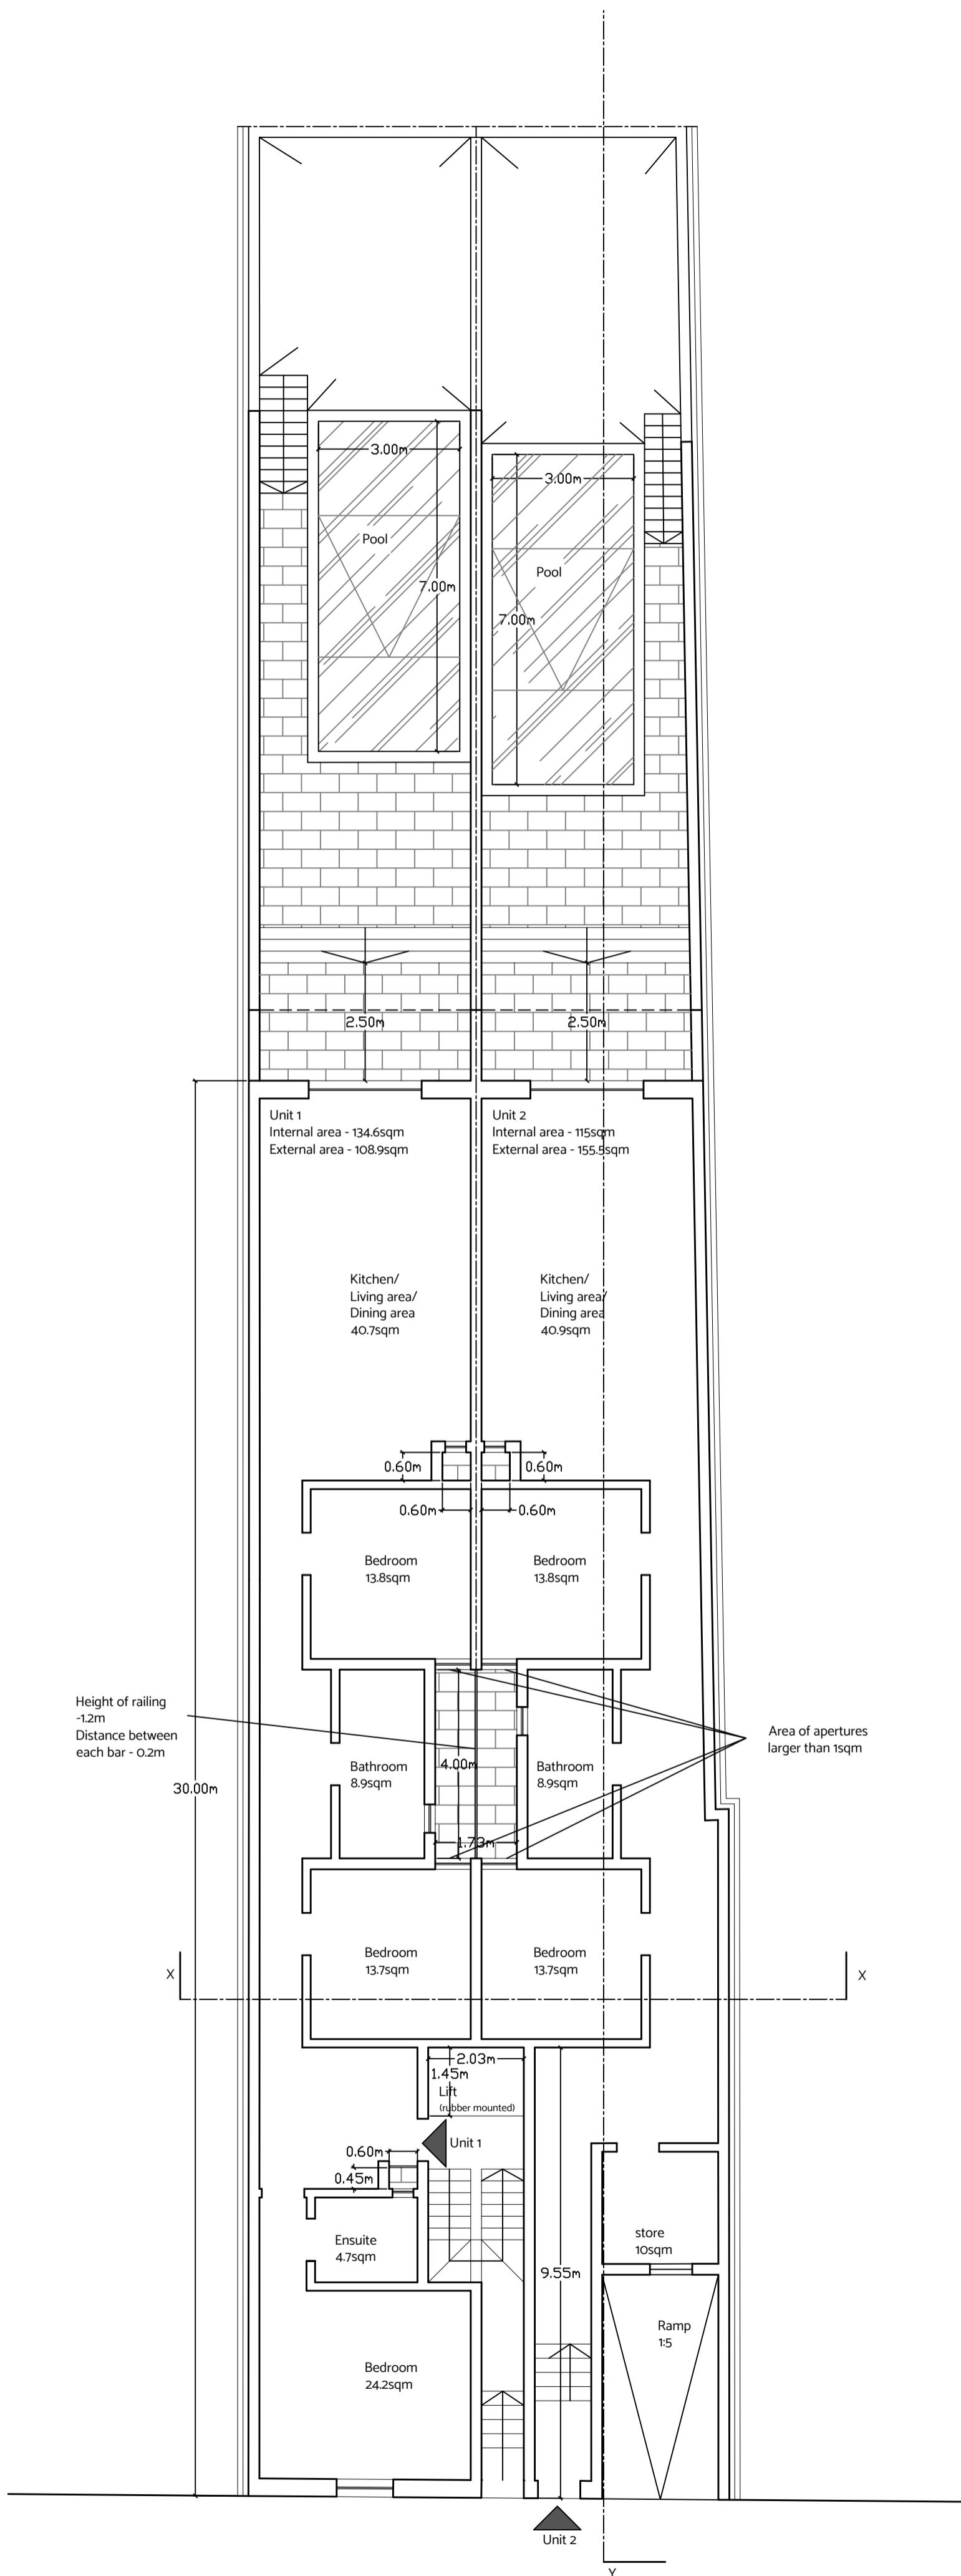 3.00m
3.00m
Pool
Pool
7.00m
7.00m
2.50m
2.50m
Unit 1
Internal area - 134.6sqm
External area - 108.9sqm
Unit 2
Internal area - 115sqm
External area - 155.5sqm
Kitchen/
Living area/
Dining area
40.7sqm
Kitchen/
Living area/
Dining area
40.9sqm
0.60m
0.60m
0.60m
0.60m
Bedroom
13.8sqm
Bedroom
13.8sqm
Height of railing
-1.2m
Distance between
each bar - 0.2m
Area of apertures
larger than 1sqm
4.00m
Bathroom
8.9sqm
Bathroom
8.9sqm
30.00m
1.73m
Bedroom
13.7sqm
Bedroom
13.7sqm
X
X
2.03m
1.45m
Lift
(rubber mounted)
Unit 1
0.60m
0.45m
Ensuite
4.7sqm
store
10sqm
9.55m
Ramp
1:5
Bedroom
24.2sqm
Unit 2
Y